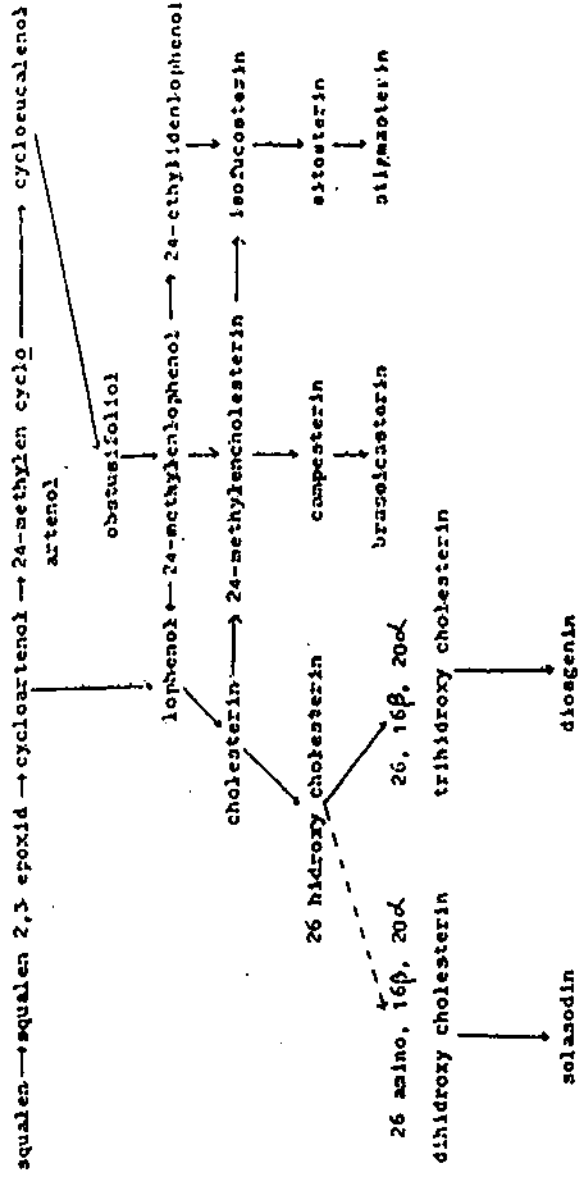 squalen → squalen 2,3 epoxid → cycloartenol → 24-methylen cyclo → cycloeucalenol
artenol
obstusifoliol
lophenol ← 24-methylenlophenol → 24-ethylidenlophenol
cholesterin → 24-methylencholesterin → isofucosterin
26 hidroxy cholesterin
campesterin
sitosterin
brassicasterin
stigmasterin
26 amino, 16β, 20α
dihidroxy cholesterin
26, 16β, 20α
trihidroxy cholesterin
solasodin
diosgenin